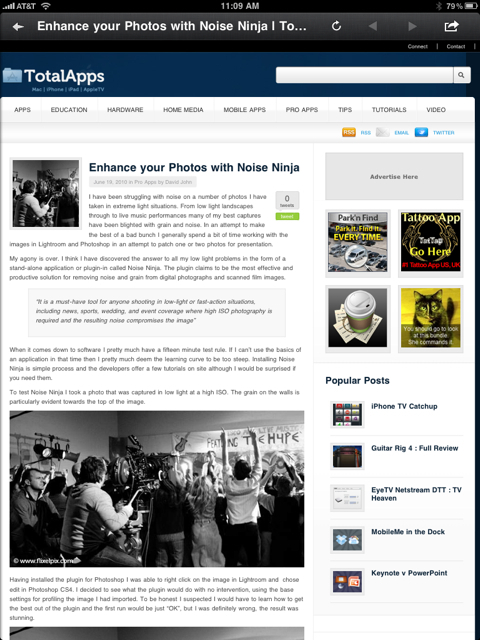 AT&T
11:09 AM
79%
Enhance your Photos with Noise Ninja | To...
Connect | Contact
TotalApps
Mac | iPhone | iPad | AppleTV
APPS EDUCATION HARDWARE HOME MEDIA MOBILE APPS PRO APPS TIPS TUTORIALS VIDEO
RSS RSS EMAIL TWITTER
Enhance your Photos with Noise Ninja
June 19, 2010 in Pro Apps by David John
0
tweets
tweet
I have been struggling with noise on a number of photos I have
taken in extreme light situations. From low light landscapes
through to live music performances many of my best captures
have been blighted with grain and noise. In an attempt to make
the best of a bad bunch I generally spend a bit of time working with the
images in Lightroom and Photoshop in an attempt to patch one or two photos for presentation.
My agony is over. I think I have discovered the answer to all my low light problems in the form of a
stand-alone application or plug-in called Noise Ninja. The plugin claims to be the most effective and
productive solution for removing noise and grain from digital photographs and scanned film images.
"It is a must-have tool for anyone shooting in low-light or fast-action situations,
including news, sports, wedding, and event coverage where high ISO photography is
required and the resulting noise compromises the image"
When it comes down to software I pretty much have a fifteen minute test rule. If I can't use the basics of
an application in that time then I pretty much deem the learning curve to be too steep. Installing Noise
Ninja is simple process and the developers offer a few tutorials on site although I would be surprised if
you need them.
To test Noise Ninja I took a photo that was captured in low light at a high ISO. The grain on the walls is
particularly evident towards the top of the image.
FEATURING THE HYPE
© www.flixelpix.com
Having installed the plugin for Photoshop I was able to right click on the image in Lightroom and chose
edit in Photoshop CS4. I decided to see what the plugin would do with no intervention, using the base
settings for profiling the image I had imported. To be honest I suspected I would have to learn how to get
the best out of the plugin and the first run would be just "OK", but I was definitely wrong, the result was
stunning.
Advertise Here
Park'n Find
Park it. Find it.
EVERY TIME.
Tattoo App
TatTap
Go Here
#1 Tattoo App US, UK
You should go to look
at this bundle.
She commands it.
Popular Posts
iPhone TV Catchup
Guitar Rig 4 : Full Review
EyeTV Netstream DTT : TV
Heaven
MobileMe in the Dock
Keynote v PowerPoint